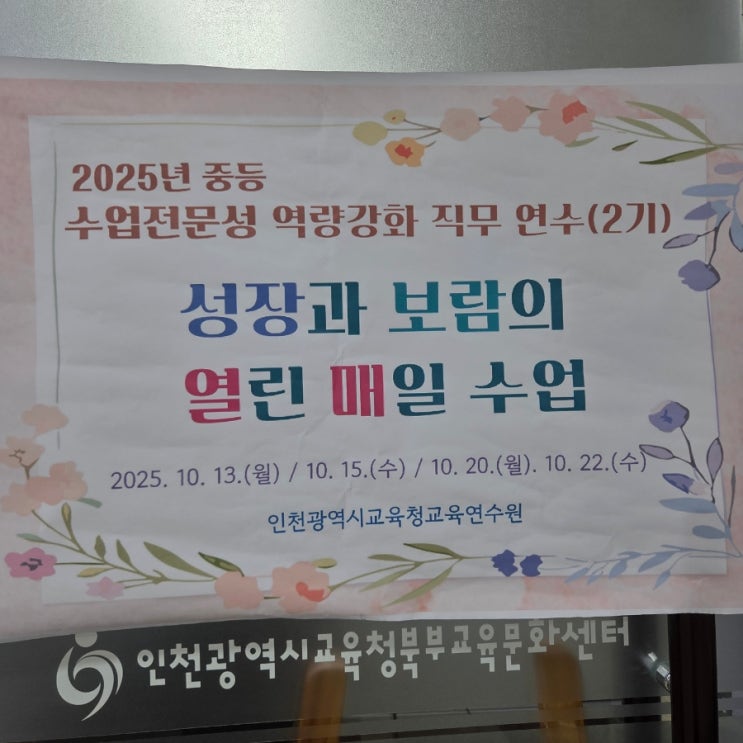 2025년 중등
수업전문성 역량강화 직무 연수(2기)
성장과 보람의
열린 매일 수업
2025. 10. 13.(월) / 10. 15.(수) / 10. 20.(월). 10. 22.(수)
인천광역시교육청교육연수원
인천광역시교육청북부교육문화센터